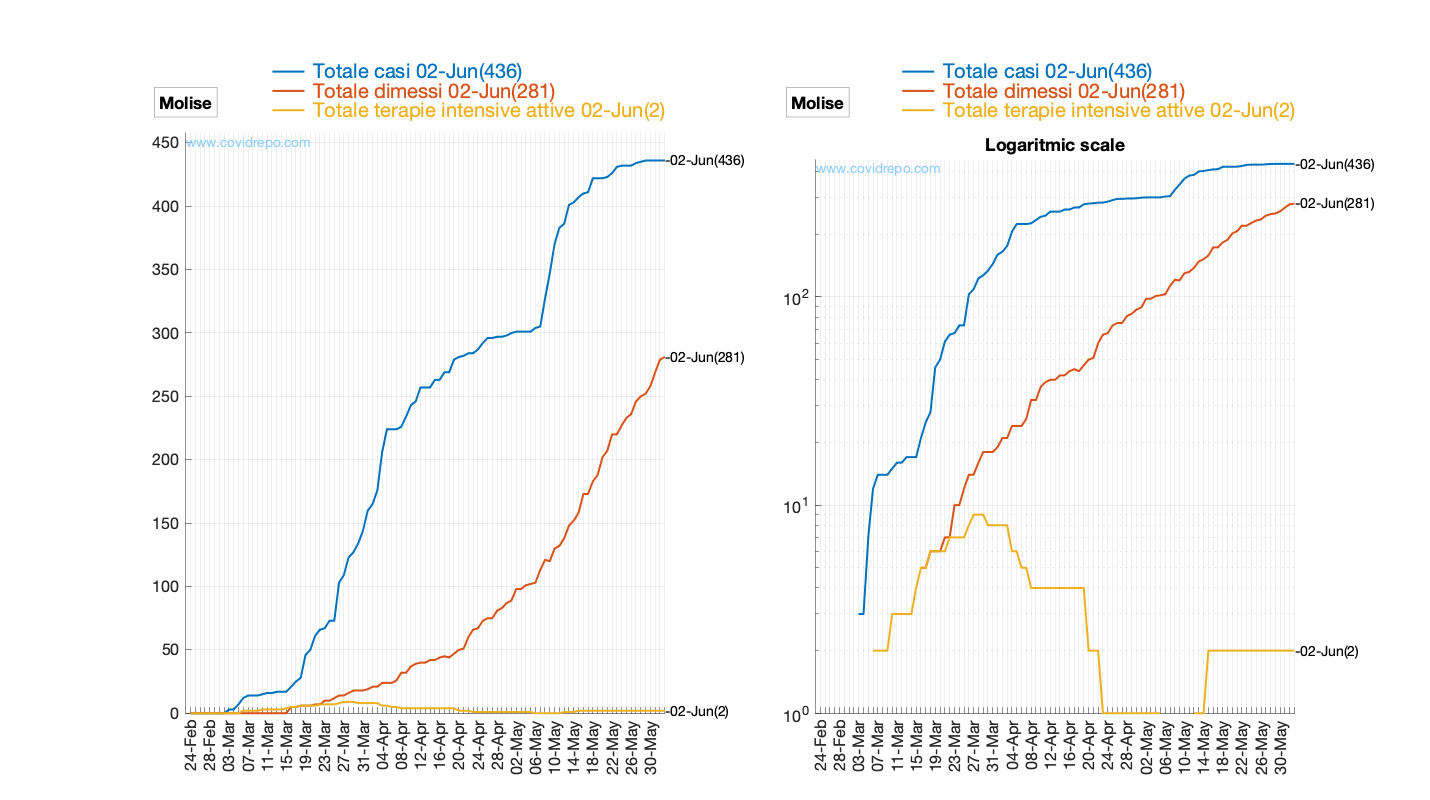 Totale casi 02-Jun(436)
Totale dimessi 02-Jun(281)
Totale terapie intensive attive 02-Jun(2)
Molise
www.covidrepo.com
450
400
350
300
250
200
150
100
50
0
-02-Jun(436)
-02-Jun(281)
-02-Jun(2)
24-Feb
28-Feb
03-Mar
07-Mar
11-Mar
15-Mar
19-Mar
23-Mar
27-Mar
31-Mar
04-Apr
08-Apr
12-Apr
16-Apr
20-Apr
24-Apr
28-Apr
02-May
06-May
10-May
14-May
18-May
22-May
26-May
30-May
Totale casi 02-Jun(436)
Totale dimessi 02-Jun(281)
Totale terapie intensive attive 02-Jun(2)
Molise
Logaritmic scale
www.covidrepo.com
10²
10¹
10⁰
-02-Jun(436)
-02-Jun(281)
-02-Jun(2)
24-Feb
28-Feb
03-Mar
07-Mar
11-Mar
15-Mar
19-Mar
23-Mar
27-Mar
31-Mar
04-Apr
08-Apr
12-Apr
16-Apr
20-Apr
24-Apr
28-Apr
02-May
06-May
10-May
14-May
18-May
22-May
26-May
30-May